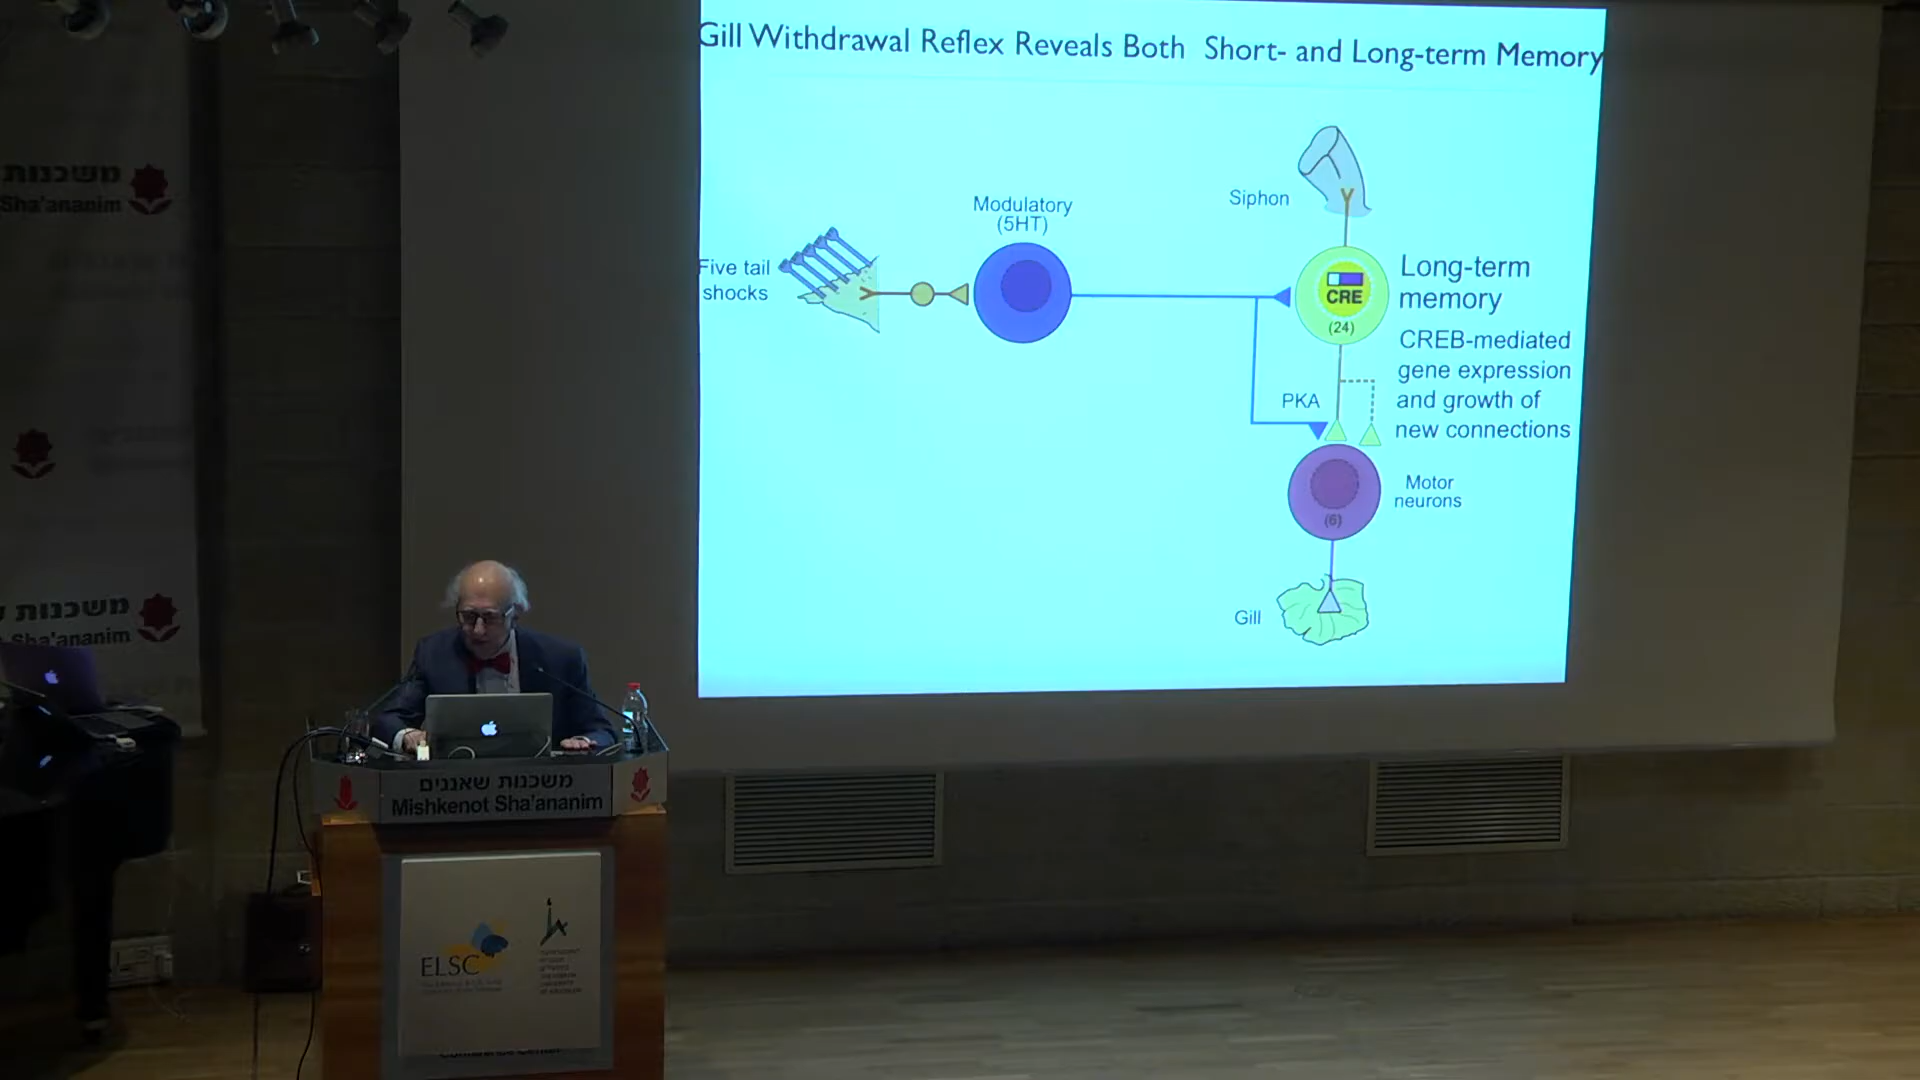 Gill Withdrawal Reflex Reveals Both Short- and Long-term Memory
Siphon
Modulatory
(5HT)
Five tail
shocks
CRE
(24)
Long-term
memory
CREB-mediated
gene expression
and growth of
new connections
PKA
Motor
neurons
(6)
Gill
משכנות
Sha'ananim
משכנות
Sha'ananim
משכנות שאננים
Mishkenot Sha'ananim
ELSC